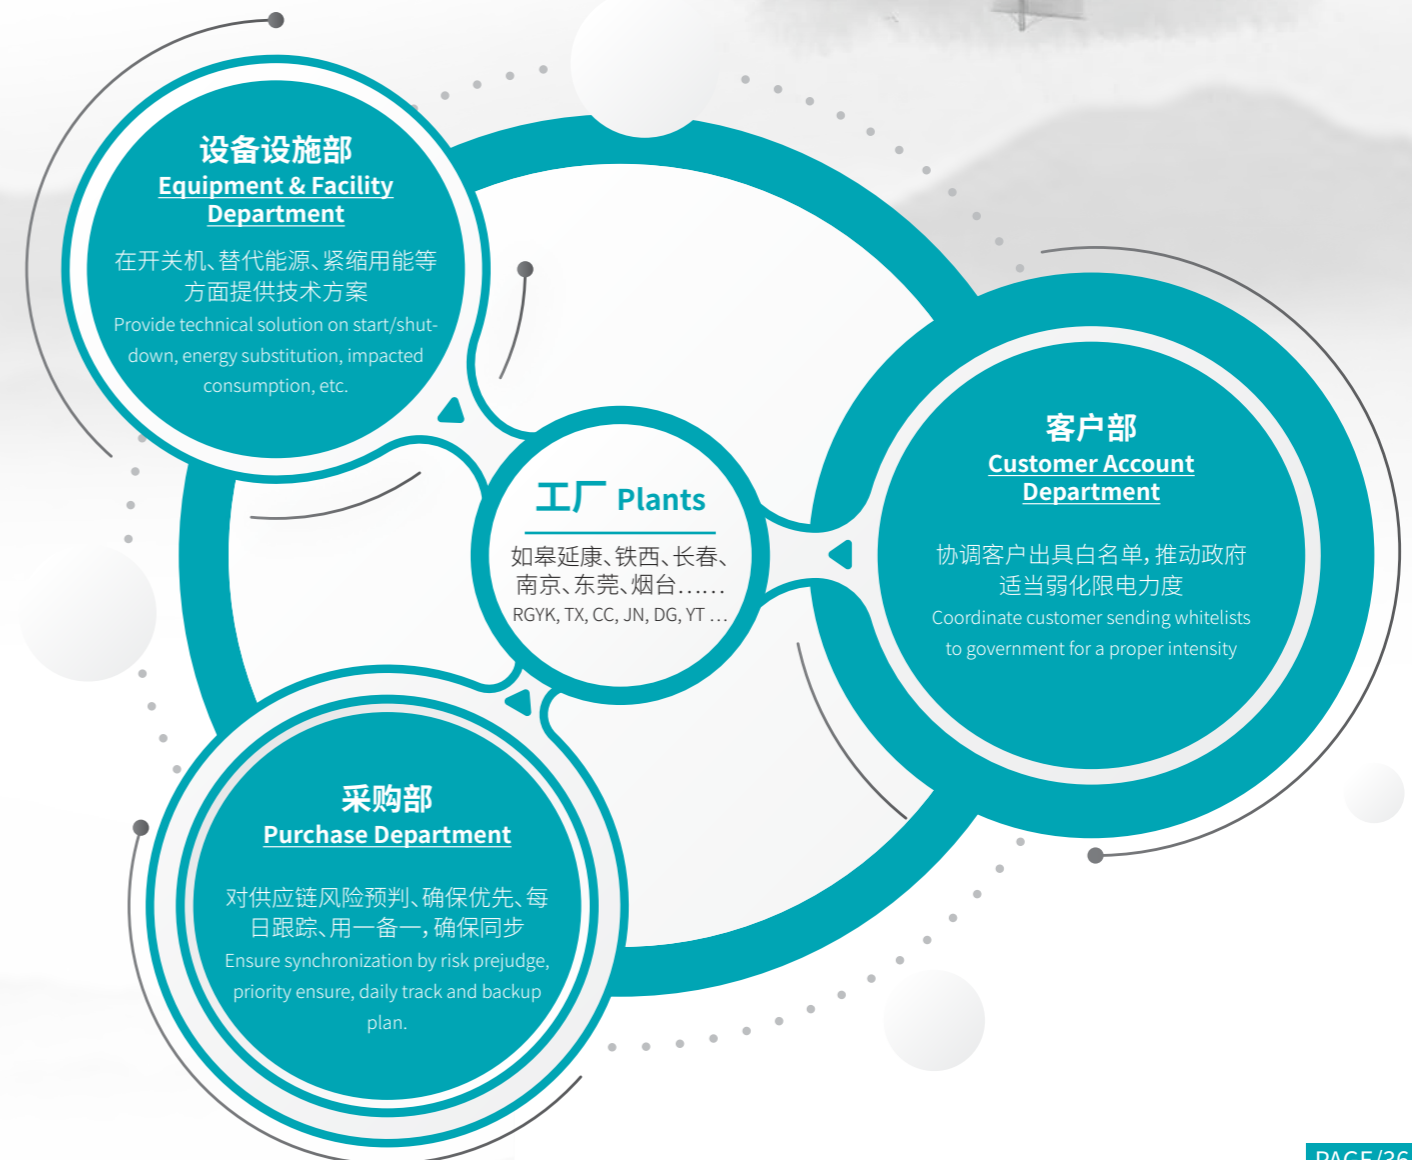 设备设施部
Equipment & Facility
Department
在开关机、替代能源、紧缩用能等
方面提供技术方案
Provide technical solution on start/shut-
down, energy substitution, impacted
consumption, etc.
工厂 Plants
如皋延康、铁西、长春、
南京、东莞、烟台……
RGYK, TX, CC, JN, DG, YT …
客户部
Customer Account
Department
协调客户出具白名单，推动政府
适当弱化限电力度
Coordinate customer sending whitelists
to government for a proper intensity
采购部
Purchase Department
对供应链风险预判、确保优先、每
日跟踪、用一备一，确保同步
Ensure synchronization by risk prejudge,
priority ensure, daily track and backup
plan.
PAGE/36